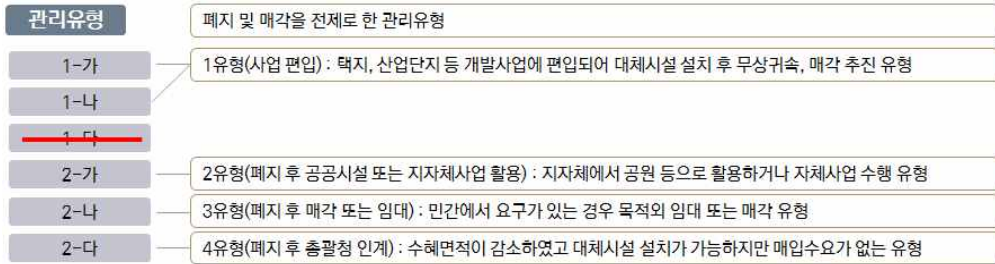 관리유형 폐지 및 매각을 전제로 한 관리유형
1-가 1유형(사업 편입) : 택지, 산업단지 등 개발사업에 편입되어 대체시설 설치 후 무상귀속, 매각 추진 유형
1-나
1-다
2-가 2유형(폐지 후 공공시설 또는 지자체사업 활용) : 지자체에서 공원 등으로 활용하거나 자체사업 수행 유형
2-나 3유형(폐지 후 매각 또는 임대) : 민간에서 요구가 있는 경우 목적외 임대 또는 매각 유형
2-다 4유형(폐지 후 총괄청 인계) : 수혜면적이 감소하였고 대체시설 설치가 가능하지만 매입수요가 없는 유형